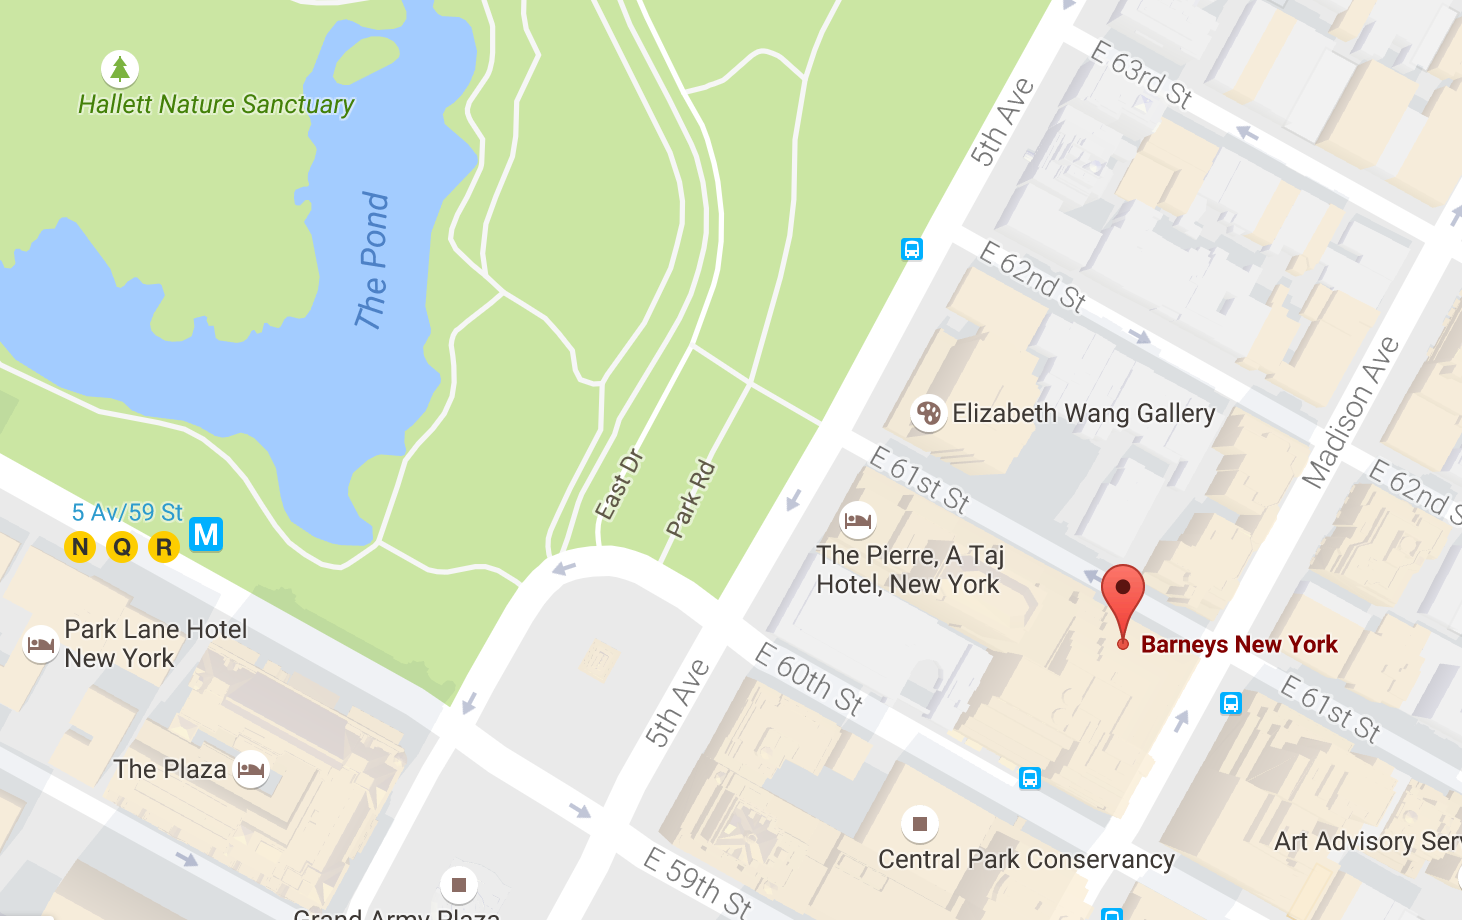 E 63rd St
Hallett Nature Sanctuary
5th Ave
The Pond
E 62nd St
Madison Ave
Elizabeth Wang Gallery
E 61st St
E 62nd S
East Dr
Park Rd
5 Av/59 St
M
N Q R
The Pierre, A Taj
Hotel, New York
Park Lane Hotel
New York
Barneys New York
E 60th St
5th Ave
E 61st St
The Plaza
Art Advisory Serv
Central Park Conservancy
E 59th St
Grand Army Plaza